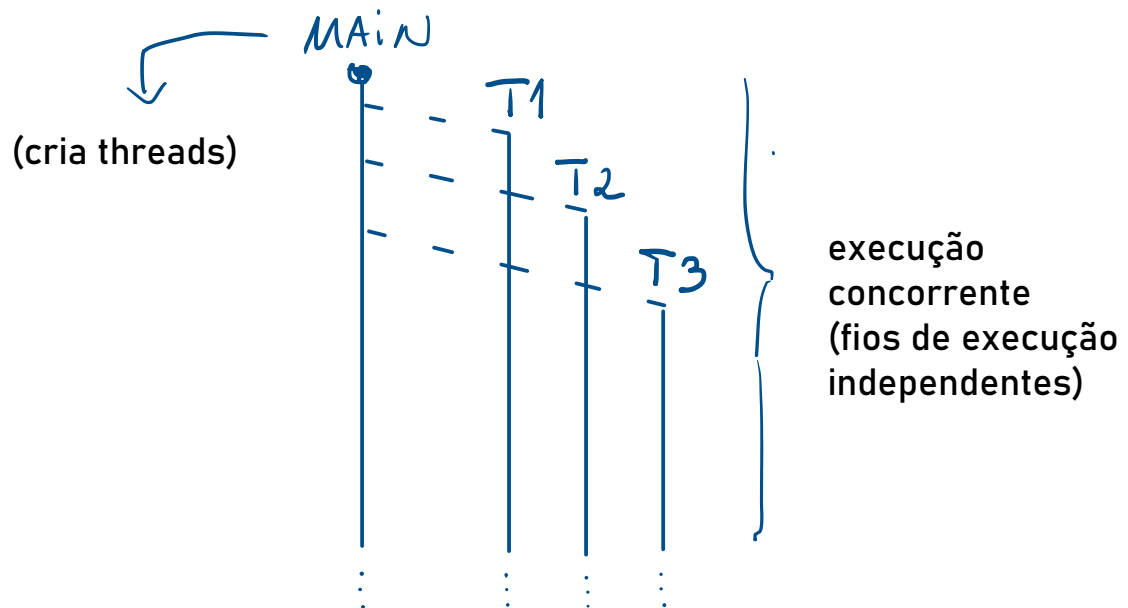 MAiN
T1
(cria threads)
T2
execução
T3
concorrente
(fios de execução
independentes)